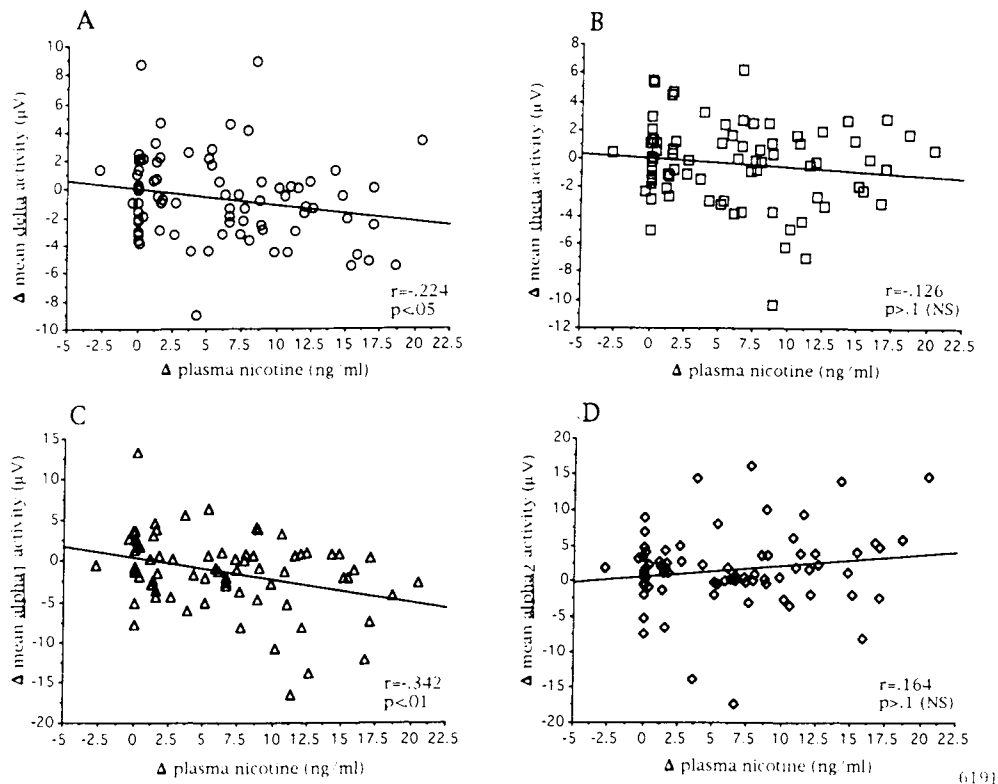 A
Δ mean delta activity (μV)
10
8
6
4
2
0
-2
-4
-6
-8
-10
r=-.224
p<.05
-5 -2.5 0 2.5 5 7.5 10 12.5 15 17.5 20 22.5
Δ plasma nicotine (ng/ml)
B
Δ mean theta activity (μV)
8
6
4
2
0
-2
-4
-6
-8
-10
-12
r=-.126
p>.1 (NS)
-5 -2.5 0 2.5 5 7.5 10 12.5 15 17.5 20 22.5
Δ plasma nicotine (ng/ml)
C
Δ mean alpha1 activity (μV)
15
10
5
0
-5
-10
-15
-20
r=-.342
p<.01
-5 -2.5 0 2.5 5 7.5 10 12.5 15 17.5 20 22.5
Δ plasma nicotine (ng/ml)
D
Δ mean alpha2 activity (μV)
20
15
10
5
0
-5
-10
-15
-20
r=.164
p>.1 (NS)
-5 -2.5 0 2.5 5 7.5 10 12.5 15 17.5 20 22.5
Δ plasma nicotine (ng/ml)
6191